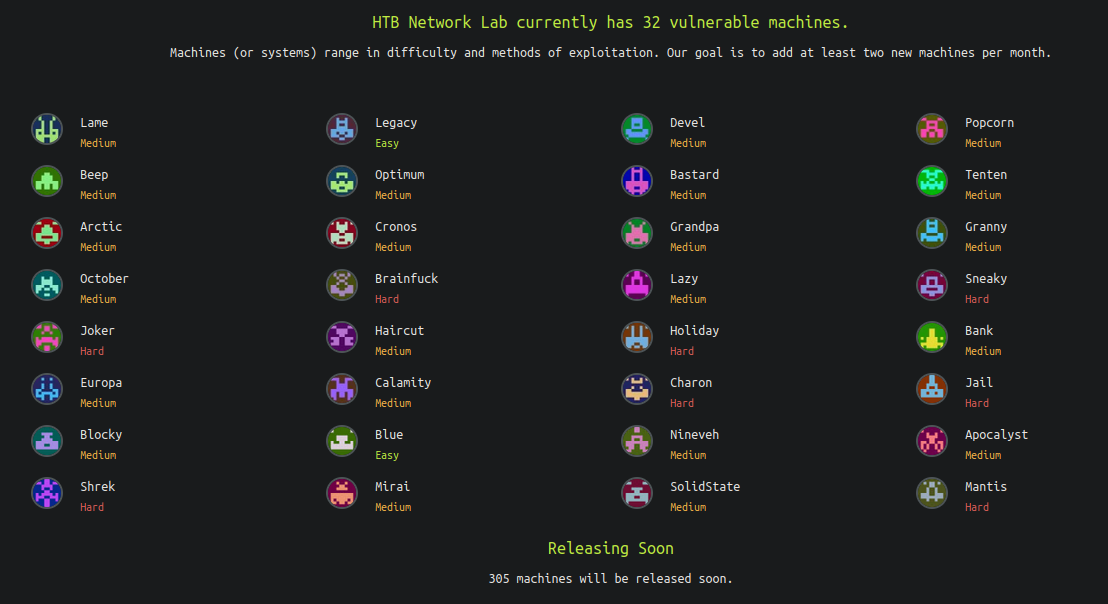 HTB Network Lab currently has 32 vulnerable machines.
Machines (or systems) range in difficulty and methods of exploitation. Our goal is to add at least two new machines per month.
Lame Legacy Devel Popcorn
Medium Easy Medium Medium
Beep Optimum Bastard Tenten
Medium Medium Medium Medium
Arctic Cronos Grandpa Granny
Medium Medium Medium Medium
October Brainfuck Lazy Sneaky
Medium Hard Medium Hard
Joker Haircut Holiday Bank
Hard Medium Hard Medium
Europa Calamity Charon Jail
Medium Medium Hard Hard
Blocky Blue Nineveh Apocalyst
Medium Easy Medium Medium
Shrek Mirai SolidState Mantis
Hard Medium Medium Hard
Releasing Soon
305 machines will be released soon.